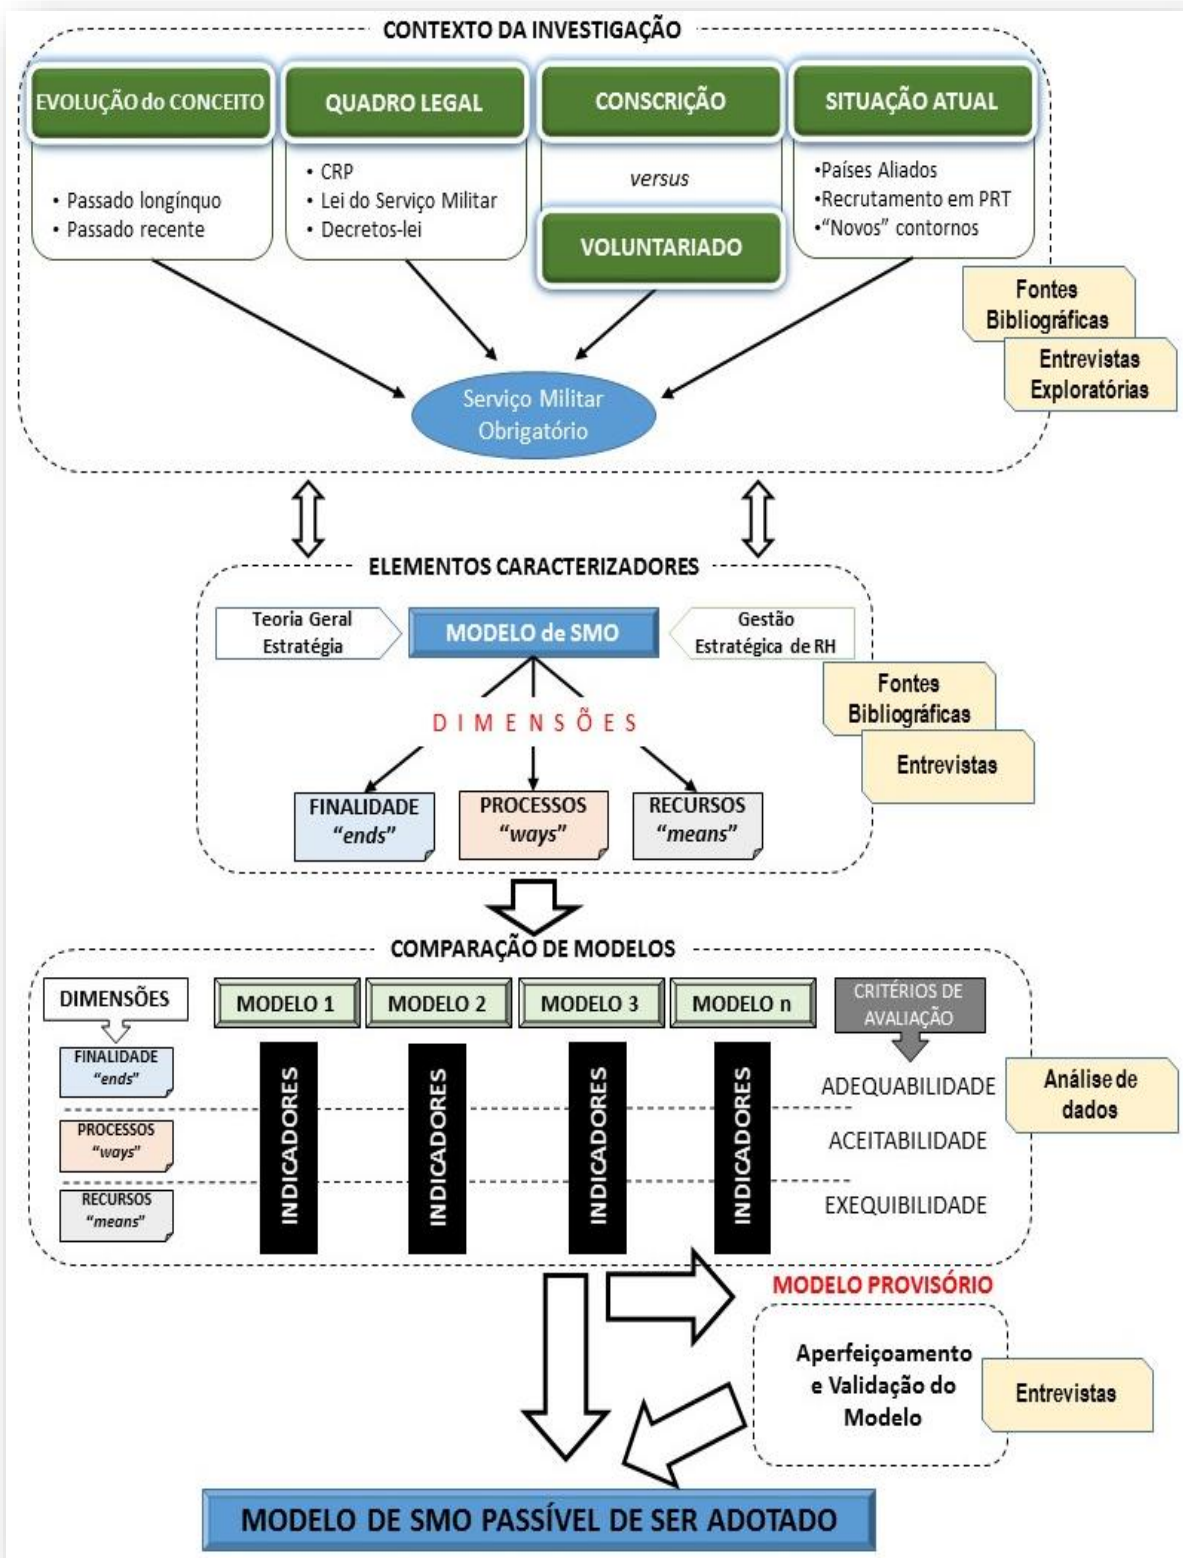 CONTEXTO DA INVESTIGAÇÃO
EVOLUÇÃO do CONCEITO
• Passado longínquo
• Passado recente
QUADRO LEGAL
• CRP
• Lei do Serviço Militar
• Decretos-lei
CONSCRIÇÃO
versus
VOLUNTARIADO
SITUAÇÃO ATUAL
•Países Aliados
•Recrutamento em PRT
•“Novos” contornos
Fontes
Bibliográficas
Entrevistas
Exploratórias
Serviço Militar
Obrigatório
ELEMENTOS CARACTERIZADORES
Teoria Geral
Estratégia
MODELO de SMO
Gestão
Estratégica de RH
DIMENSÕES
Fontes
Bibliográficas
Entrevistas
FINALIDADE
“ends”
PROCESSOS
“ways”
RECURSOS
“means”
COMPARAÇÃO DE MODELOS
DIMENSÕES
MODELO 1
MODELO 2
MODELO 3
MODELO n
CRITÉRIOS DE
AVALIAÇÃO
FINALIDADE
“ends”
PROCESSOS
“ways”
RECURSOS
“means”
INDICADORES
INDICADORES
INDICADORES
INDICADORES
ADEQUABILIDADE
ACEITABILIDADE
EXEQUIBILIDADE
Análise de
dados
MODELO PROVISÓRIO
Aperfeiçoamento
e Validação do
Modelo
Entrevistas
MODELO DE SMO PASSÍVEL DE SER ADOTADO